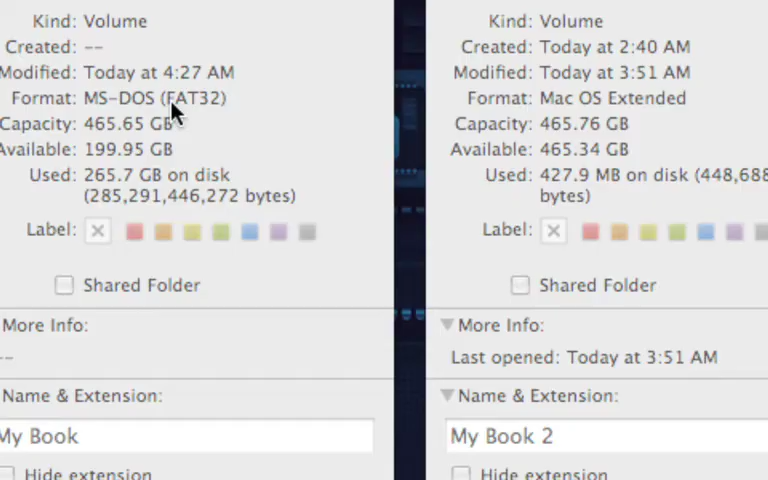 Kind: Volume
Created: --
Modified: Today at 4:27 AM
Format: MS-DOS (FAT32)
Capacity: 465.65 GB
Available: 199.95 GB
Used: 265.7 GB on disk
(285,291,446,272 bytes)
Label:
Shared Folder
More Info:
--
Name & Extension:
My Book
Hide extension
Kind: Volume
Created: Today at 2:40 AM
Modified: Today at 3:51 AM
Format: Mac OS Extended
Capacity: 465.76 GB
Available: 465.34 GB
Used: 427.9 MB on disk (448,688
bytes)
Label:
Shared Folder
More Info:
Last opened: Today at 3:51 AM
Name & Extension:
My Book 2
Hide extension